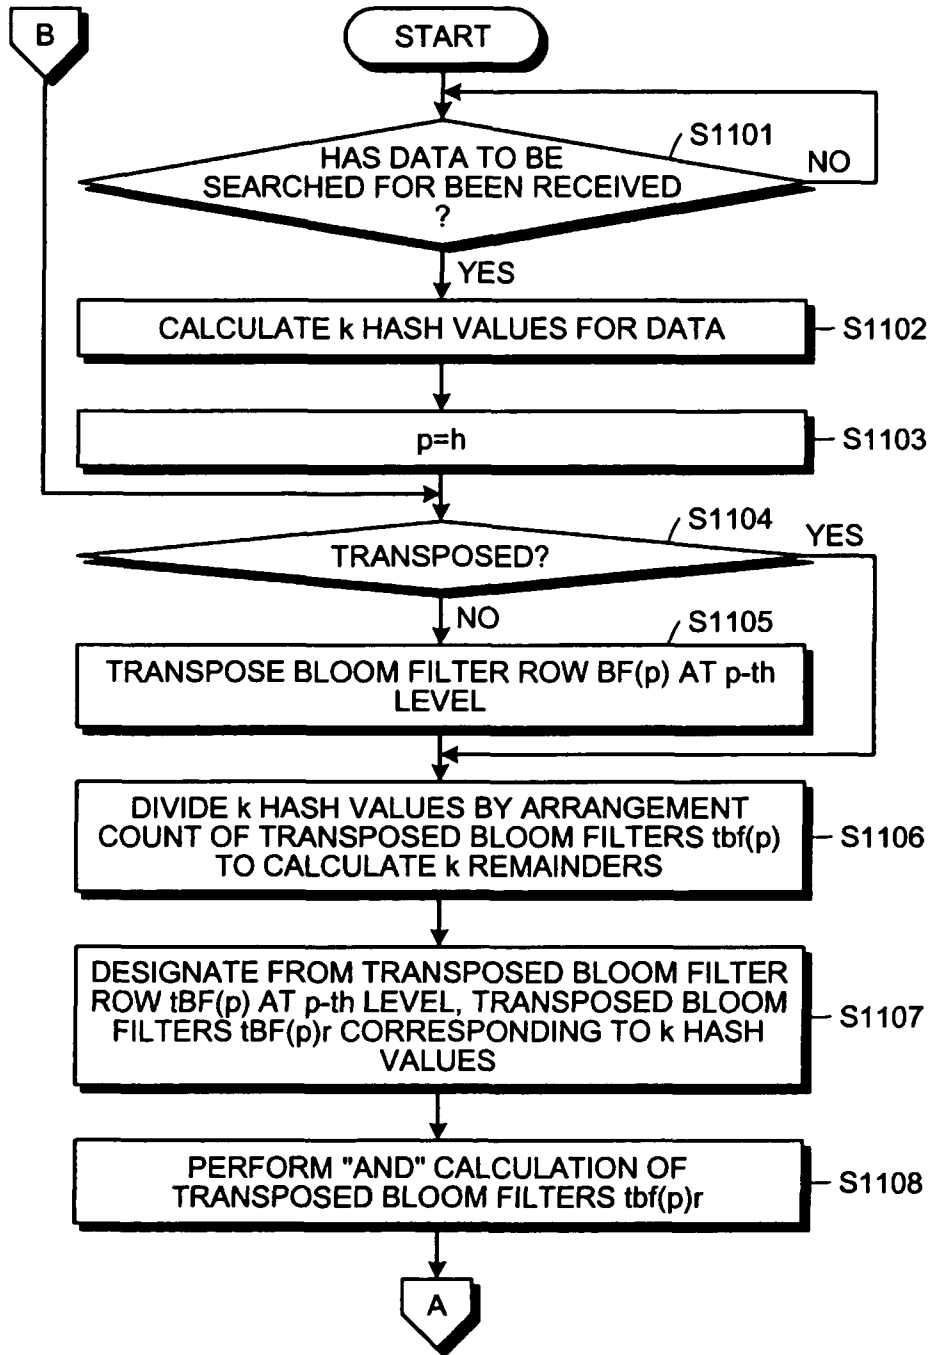 B
START
S1101
HAS DATA TO BE
SEARCHED FOR BEEN RECEIVED
?
NO
YES
CALCULATE k HASH VALUES FOR DATA
S1102
p=h
S1103
S1104
TRANSPOSED?
YES
NO
S1105
TRANSPOSE BLOOM FILTER ROW BF(p) AT p-th
LEVEL
DIVIDE k HASH VALUES BY ARRANGEMENT
COUNT OF TRANSPOSED BLOOM FILTERS tbf(p)
TO CALCULATE k REMAINDERS
S1106
DESIGNATE FROM TRANSPOSED BLOOM FILTER
ROW tBF(p) AT p-th LEVEL, TRANSPOSED BLOOM
FILTERS tBF(p)r CORRESPONDING TO k HASH
VALUES
S1107
PERFORM "AND" CALCULATION OF
TRANSPOSED BLOOM FILTERS tbf(p)r
S1108
A